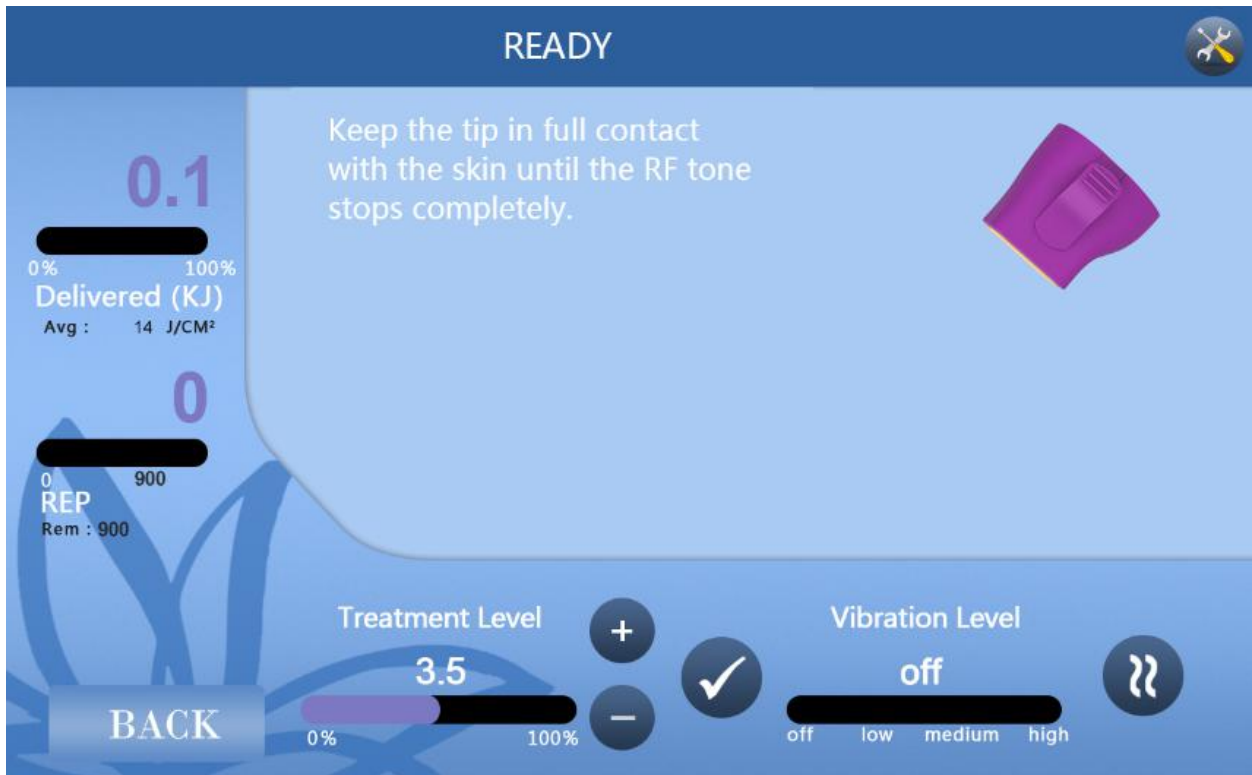 READY
Keep the tip in full contact
with the skin until the RF tone
stops completely.
0.1
0% 100%
Delivered (KJ)
Avg : 14 J/CM²
0
0 900
REP
Rem : 900
Treatment Level
3.5
0% 100%
+
−
Vibration Level
off
off low medium high
BACK